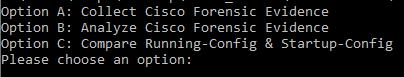 Option A: Collect Cisco Forensic Evidence
Option B: Analyze Cisco Forensic Evidence
Option C: Compare Running-Config & Startup-Config
Please choose an option: